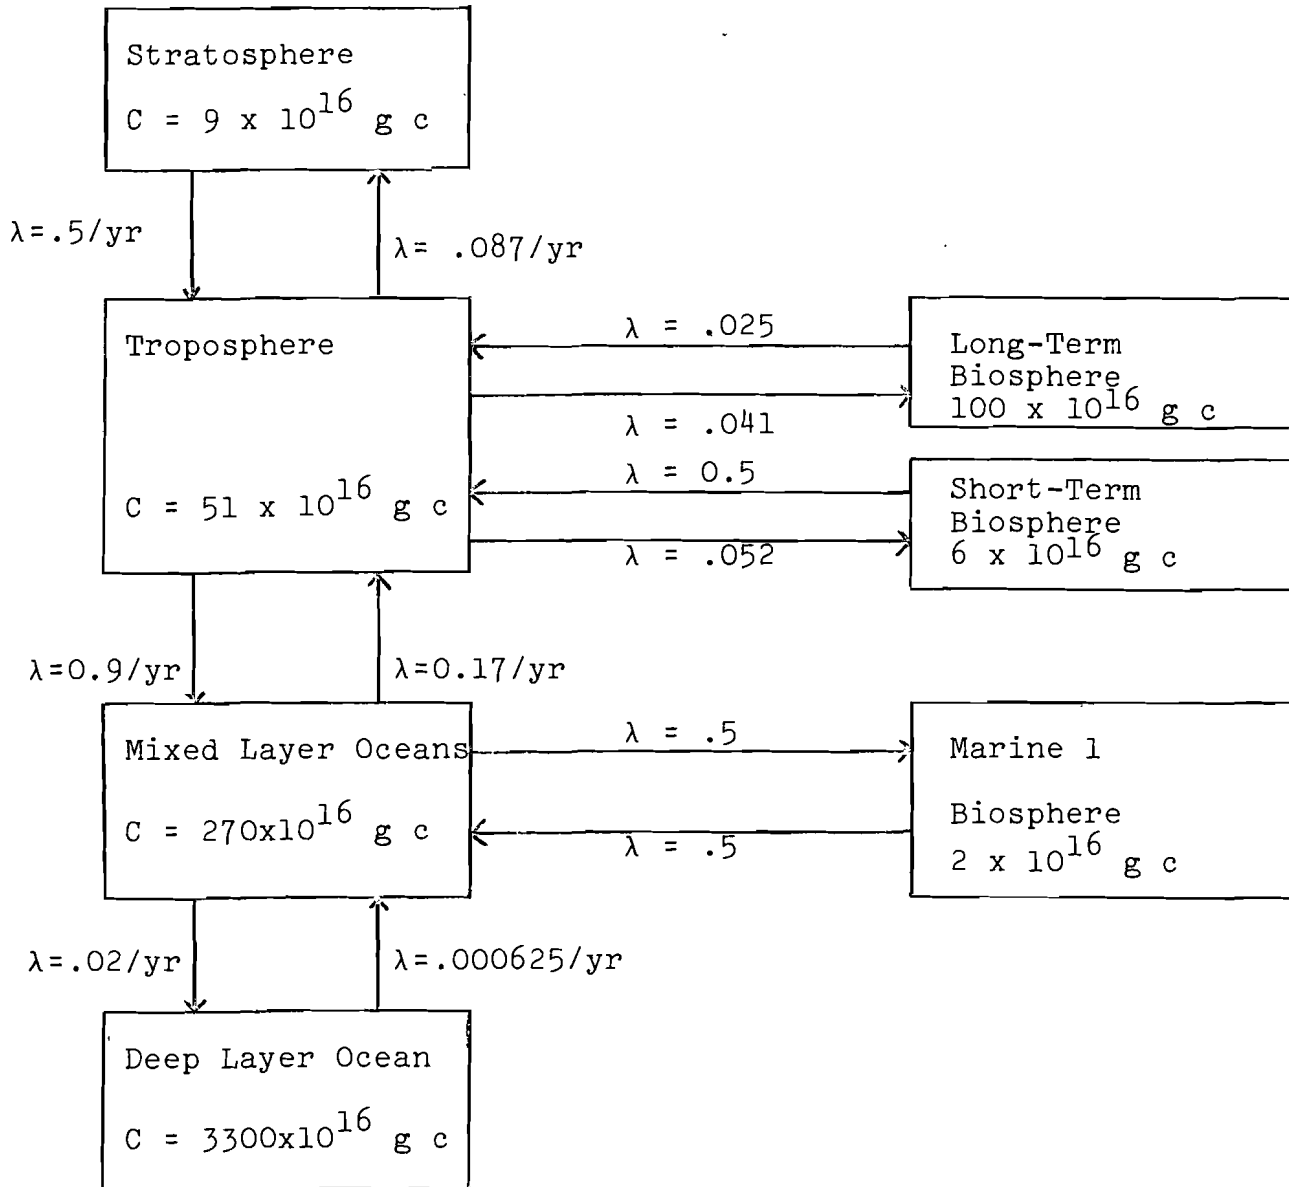 Stratosphere
C = 9 x 10^16 g c
λ=.5/yr
λ= .087/yr
Troposphere
C = 51 x 10^16 g c
λ = .025
λ = .041
Long-Term
Biosphere
100 x 10^16 g c
λ = 0.5
λ = .052
Short-Term
Biosphere
6 x 10^16 g c
λ=0.9/yr
λ=0.17/yr
Mixed Layer Oceans
C = 270x10^16 g c
λ = .5
λ = .5
Marine l
Biosphere
2 x 10^16 g c
λ=.02/yr
λ=.000625/yr
Deep Layer Ocean
C = 3300x10^16 g c